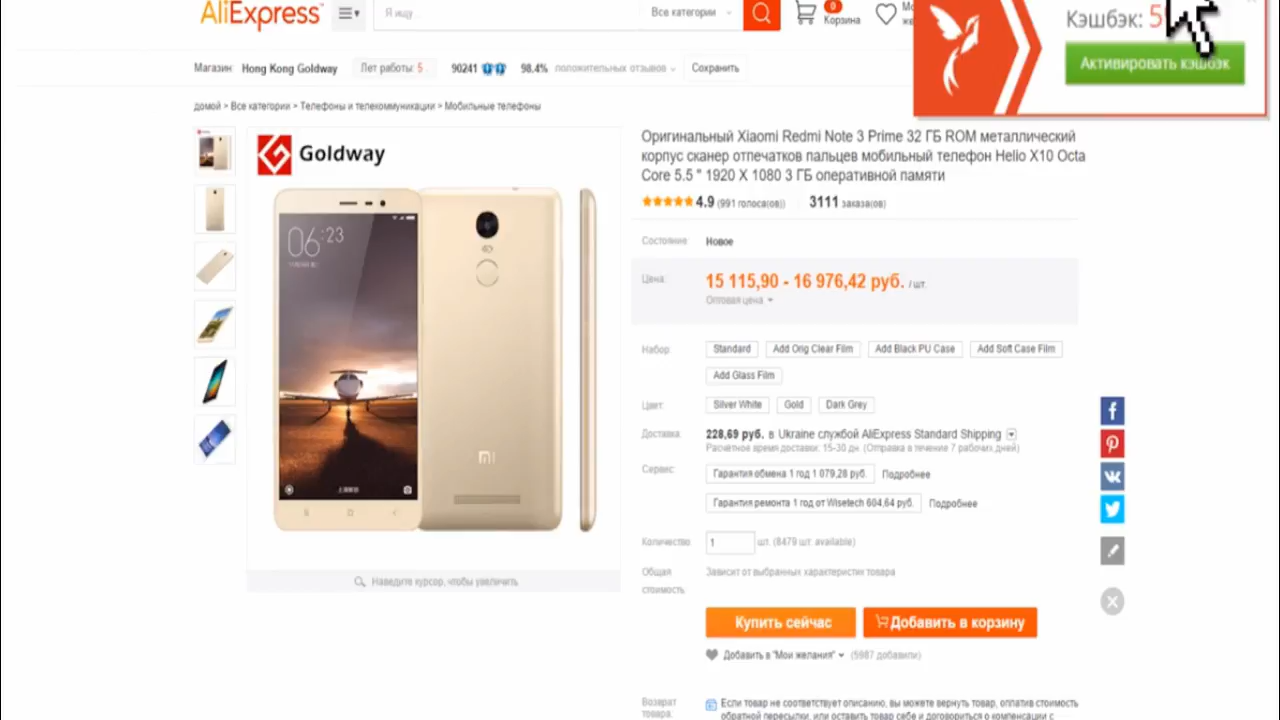 AliExpress™
Я ищу...
Все категории
0
Корзина
Кэшбэк: 5
Активировать кэшбэк
Магазин: Hong Kong Goldway
Лет работы: 5
90241
98.4% положительных отзывов
Сохранить
домой > Все категории > Телефоны и телекоммуникации > Мобильные телефоны
Goldway
06:23
Наведите курсор, чтобы увеличить
Оригинальный Xiaomi Redmi Note 3 Prime 32 ГБ ROM металлический
корпус сканер отпечатков пальцев мобильный телефон Helio X10 Octa
Core 5.5 " 1920 X 1080 3 ГБ оперативной памяти
4.9 (991 голоса(ов)) 3111 заказа(ов)
Состояние: Новое
Цена: 15 115,90 - 16 976,42 руб. / шт.
Оптовая цена
Набор: Standard Add Orig Clear Film Add Black PU Case Add Soft Case Film
Add Glass Film
Цвет: Silver White Gold Dark Grey
Доставка: 228,69 руб. в Ukraine службой AliExpress Standard Shipping
Расчётное время доставки: 15-30 дн. (Отправка в течение 7 рабочих дней)
Сервис: Гарантия обмена 1 год 1 079,28 руб. Подробнее
Гарантия ремонта 1 год от Wisetech 604,64 руб. Подробнее
Количество: 1 шт. (8479 шт. available)
Общая Зависит от выбранных характеристик товара
стоимость:
Купить сейчас Добавить в корзину
Добавить в "Мои желания" (5987 добавили)
Возврат Если товар не соответствует описанию, вы можете вернуть товар, оплатив стоимость
товара: обратной пересылки, или оставить товар себе и договориться о компенсации с